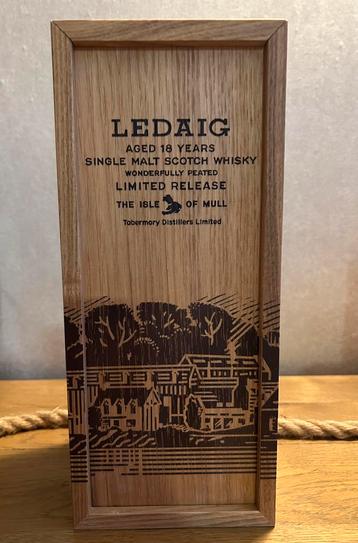 LEDAIG
AGED 18 YEARS
SINGLE MALT SCOTCH WHISKY
WONDERFULLY PEATED
LIMITED RELEASE
THE ISLE OF MULL
Tobermory Distillers Limited